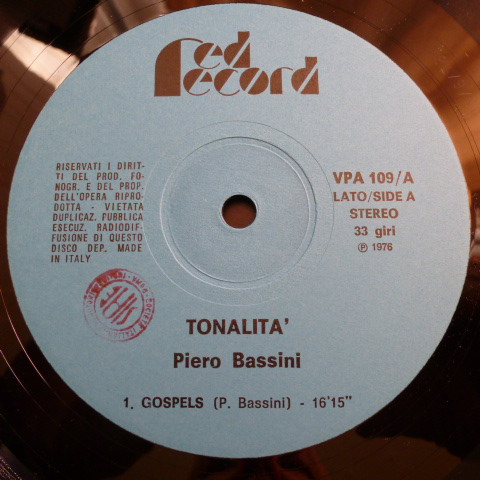 Red
Record
RISERVATI I DIRIT-
TI DEL PROD. FO-
NOGR. E DEL PROP.
DELL'OPERA RIPRO-
DOTTA - VIETATA
DUPLICAZ. PUBBLICA
ESECUZ. RADIODIF-
FUSIONE DI QUESTO
DISCO DEP. MADE
IN ITALY
VPA 109/A
LATO/SIDE A
STEREO
33 giri
Ⓟ 1976
TONALITA'
Piero Bassini
1. GOSPELS (P. Bassini) - 16'15"